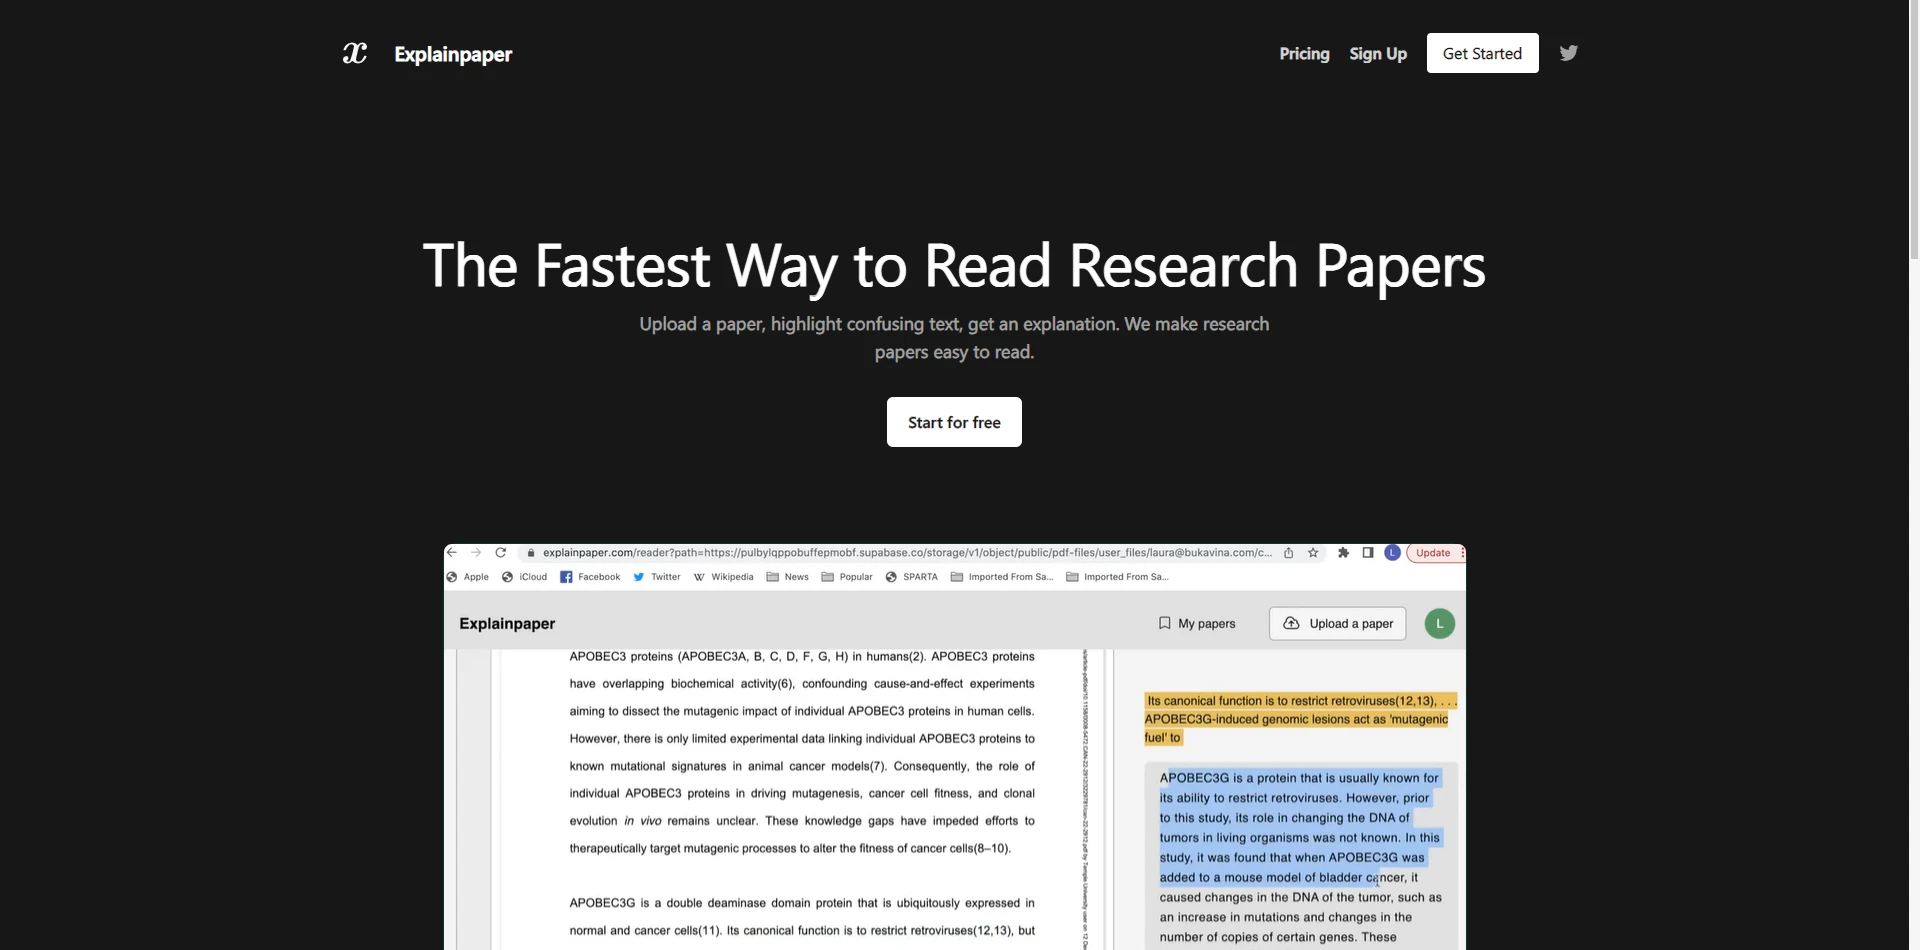 x Explainpaper
Pricing Sign Up Get Started
The Fastest Way to Read Research Papers
Upload a paper, highlight confusing text, get an explanation. We make research
papers easy to read.
Start for free
explainpaper.com/reader?path=https://pulbylqppobuffepmobf.supabase.co/storage/v1/object/public/pdf-files/user_files/laura@bukavina.com/c... L Update
Apple iCloud Facebook Twitter W Wikipedia News Popular SPARTA Imported From Sa... Imported From Sa...
Explainpaper My papers Upload a paper L
APOBEC3 proteins (APOBEC3A, B, C, D, F, G, H) in humans(2). APOBEC3 proteins
have overlapping biochemical activity(6), confounding cause-and-effect experiments
aiming to dissect the mutagenic impact of individual APOBEC3 proteins in human cells.
However, there is only limited experimental data linking individual APOBEC3 proteins to
known mutational signatures in animal cancer models(7). Consequently, the role of
individual APOBEC3 proteins in driving mutagenesis, cancer cell fitness, and clonal
evolution in vivo remains unclear. These knowledge gaps have impeded efforts to
therapeutically target mutagenic processes to alter the fitness of cancer cells(8–10).
APOBEC3G is a double deaminase domain protein that is ubiquitously expressed in
normal and cancer cells(11). Its canonical function is to restrict retroviruses(12,13), but
Its canonical function is to restrict retroviruses(12,13), . . .
APOBEC3G-induced genomic lesions act as 'mutagenic
fuel' to
APOBEC3G is a protein that is usually known for
its ability to restrict retroviruses. However, prior
to this study, its role in changing the DNA of
tumors in living organisms was not known. In this
study, it was found that when APOBEC3G was
added to a mouse model of bladder cancer, it
caused changes in the DNA of the tumor, such as
an increase in mutations and changes in the
number of copies of certain genes. These